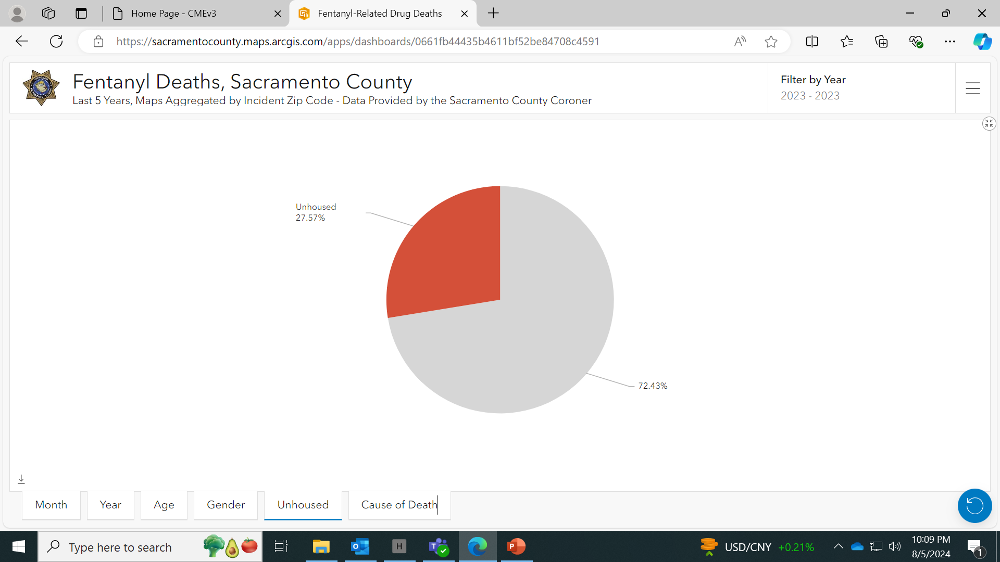 Home Page - CMEv3
Fentanyl-Related Drug Deaths
https://sacramentocounty.maps.arcgis.com/apps/dashboards/0661fb44435b4611bf52be84708c4591
CORONER
Fentanyl Deaths, Sacramento County
Last 5 Years, Maps Aggregated by Incident Zip Code - Data Provided by the Sacramento County Coroner
Filter by Year
2023 - 2023
Unhoused
27.57%
72.43%
Month
Year
Age
Gender
Unhoused
Cause of Death
Type here to search
H
USD/CNY +0.21%
10:09 PM
8/5/2024
1